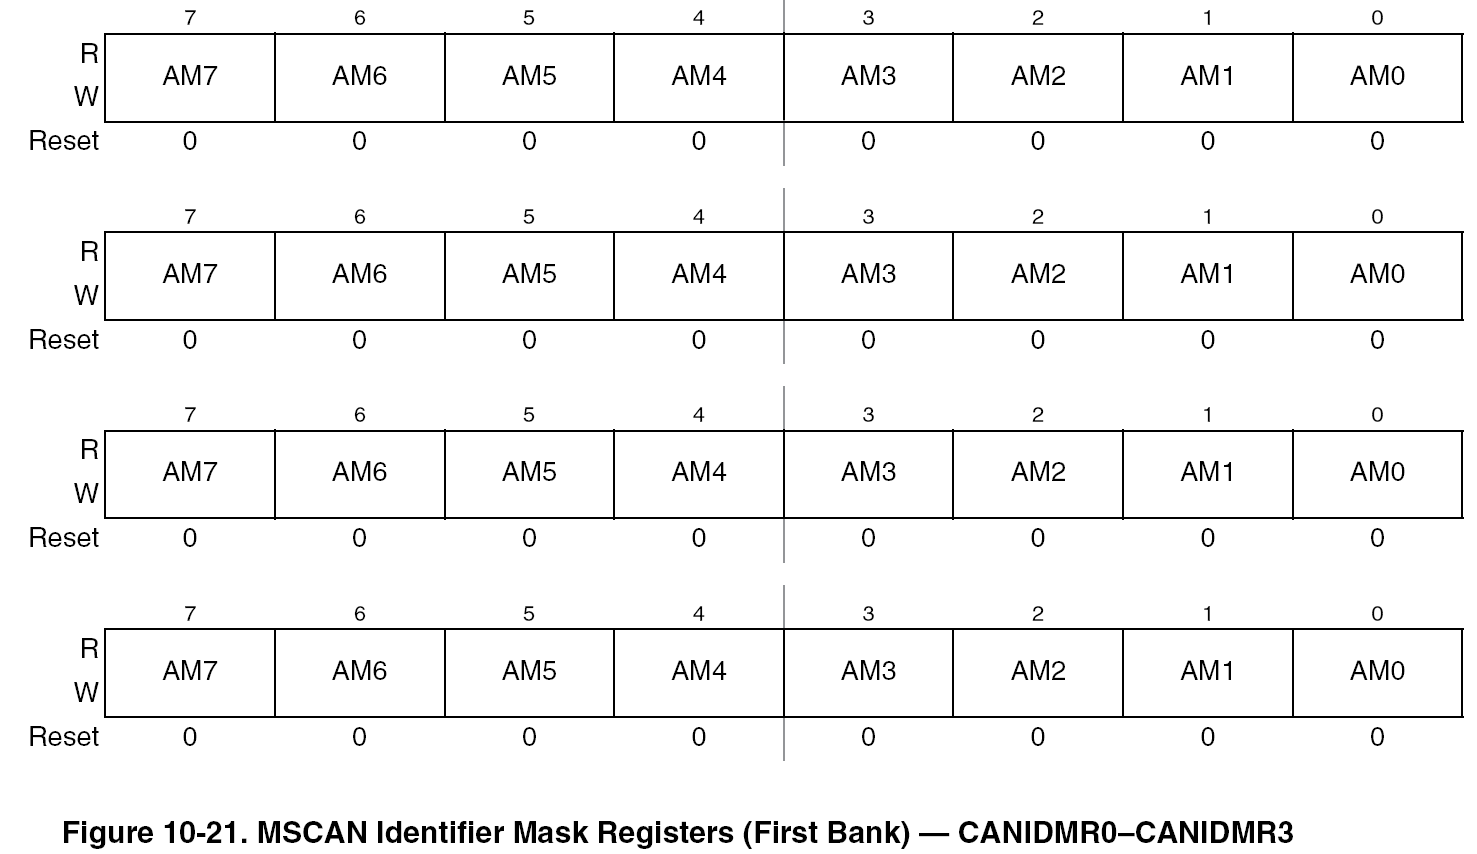 7 6 5 4 3 2 1 0
R
AM7 AM6 AM5 AM4 AM3 AM2 AM1 AM0
W
Reset 0 0 0 0 0 0 0 0
7 6 5 4 3 2 1 0
R
AM7 AM6 AM5 AM4 AM3 AM2 AM1 AM0
W
Reset 0 0 0 0 0 0 0 0
7 6 5 4 3 2 1 0
R
AM7 AM6 AM5 AM4 AM3 AM2 AM1 AM0
W
Reset 0 0 0 0 0 0 0 0
7 6 5 4 3 2 1 0
R
AM7 AM6 AM5 AM4 AM3 AM2 AM1 AM0
W
Reset 0 0 0 0 0 0 0 0
Figure 10-21. MSCAN Identifier Mask Registers (First Bank) — CANIDMR0–CANIDMR3